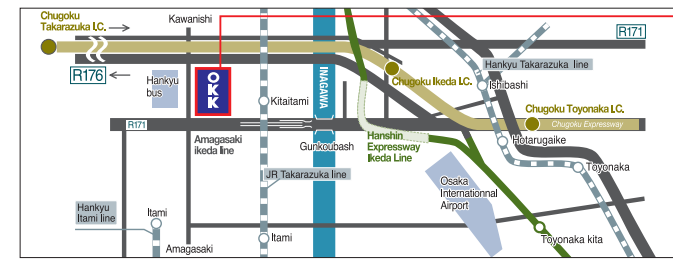 Chugoku
Takarazuka I.C.
Kawanishi
R171
R176
Hankyu
bus
OKK
INAGAWA
Kitaitami
Chugoku Ikeda I.C.
Hankyu Takarazuka line
Ishibashi
Chugoku Toyonaka I.C.
Chugoku Expressway
R171
Amagasaki
ikeda line
Gunkoubash
Hanshin
Expressway
Ikeda Line
Hotarugaike
Toyonaka
JR Takarazuka line
Osaka
Internationnal
Airport
Hankyu
Itami line
Itami
Amagasaki
Itami
Toyonaka kita